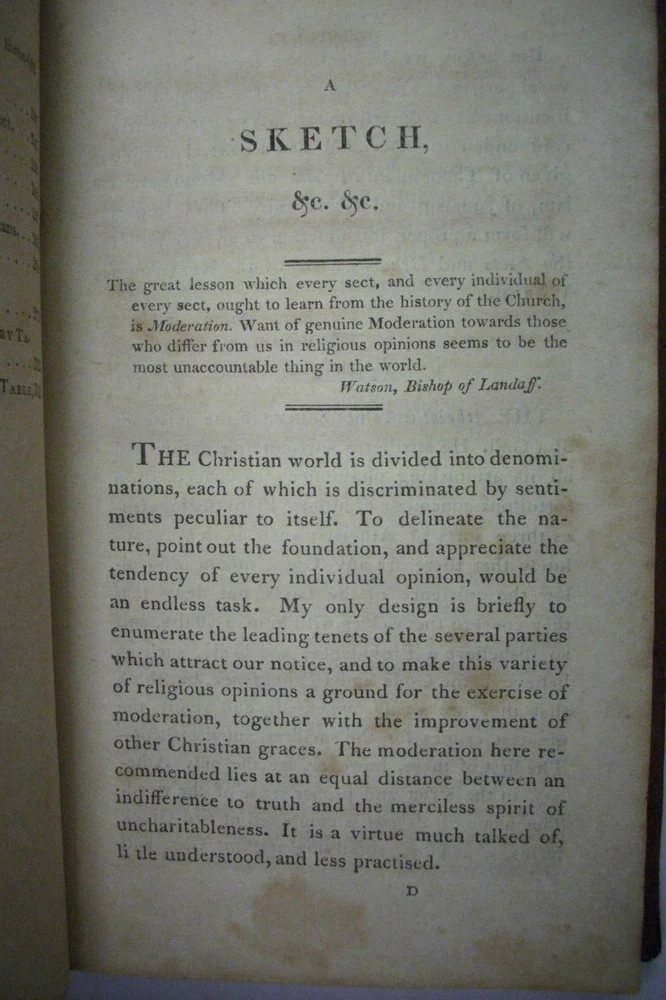 A
SKETCH,
&c. &c.
The great lesson which every sect, and every individual of
every sect, ought to learn from the history of the Church,
is Moderation. Want of genuine Moderation towards those
who differ from us in religious opinions seems to be the
most unaccountable thing in the world.
Watson, Bishop of Landaff.
THE Christian world is divided into denomi-
nations, each of which is discriminated by senti-
ments peculiar to itself. To delineate the na-
ture, point out the foundation, and appreciate the
tendency of every individual opinion, would be
an endless task. My only design is briefly to
enumerate the leading tenets of the several parties
which attract our notice, and to make this variety
of religious opinions a ground for the exercise of
moderation, together with the improvement of
other Christian graces. The moderation here re-
commended lies at an equal distance between an
indifference to truth and the merciless spirit of
uncharitableness. It is a virtue much talked of,
li tle understood, and less practised.
D